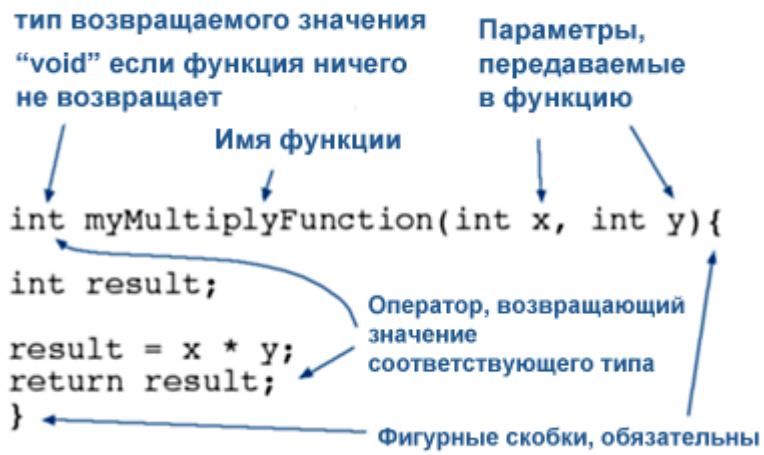 тип возвращаемого значения
“void” если функция ничего
не возвращает
Параметры,
передаваемые
в функцию
Имя функции
int myMultiplyFunction(int x, int y){
int result;
Оператор, возвращающий
значение
соответствующего типа
result = x * y;
return result;
}
Фигурные скобки, обязательны